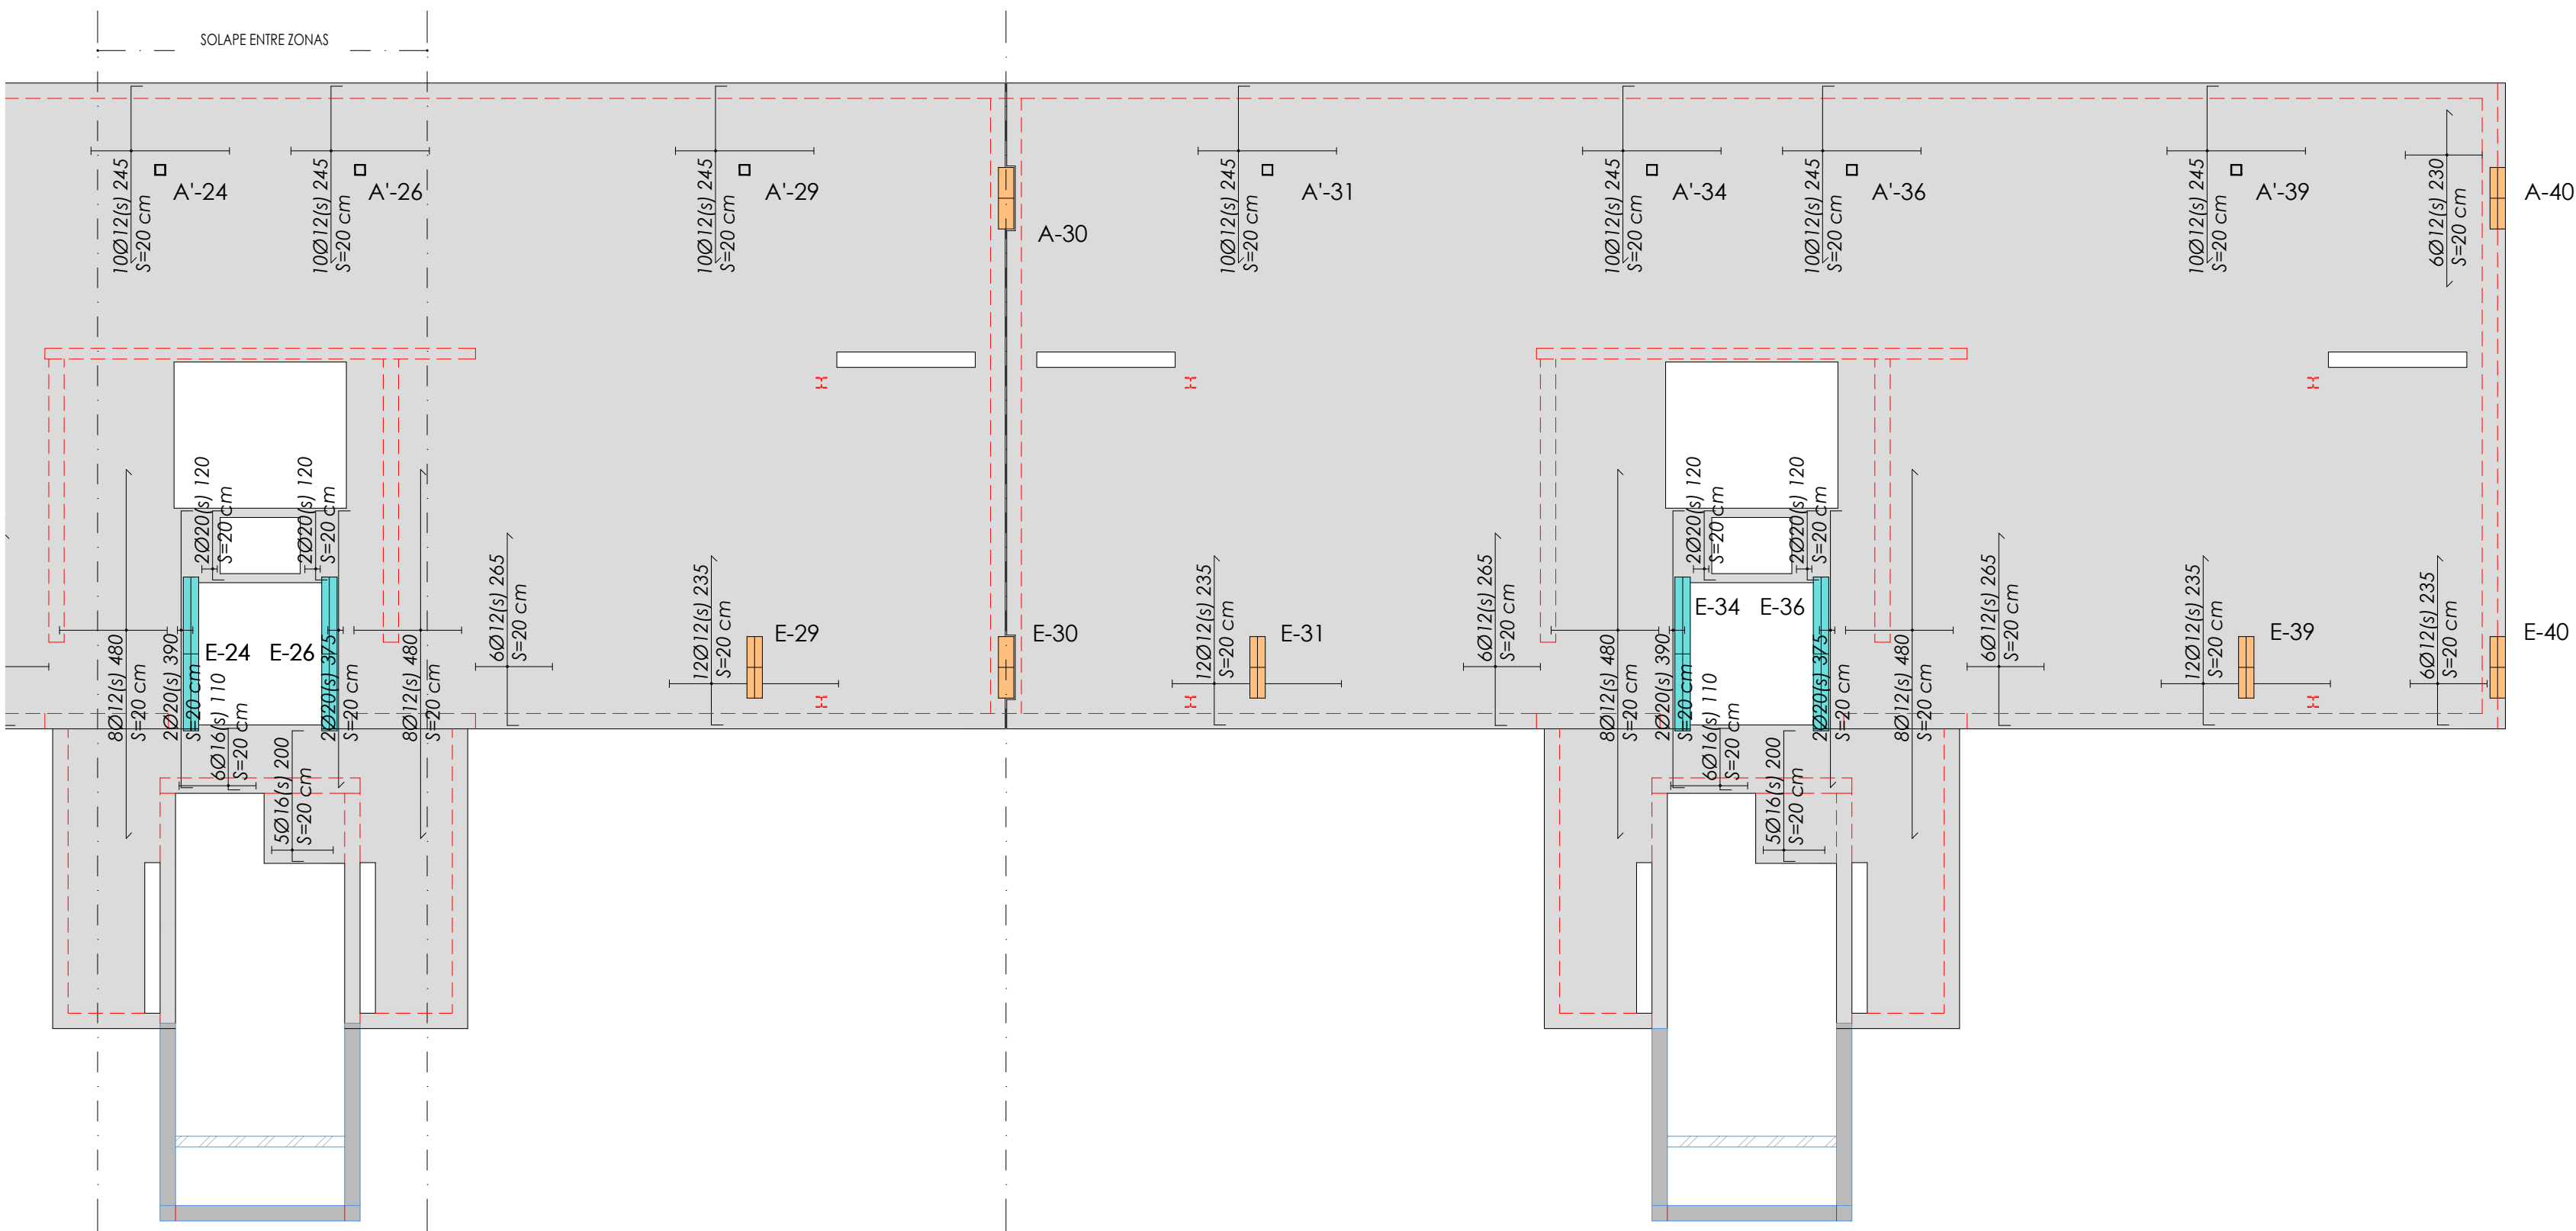 SOLAPE ENTRE ZONAS
10Ø12(s) 245
S=20 cm
A'-24
10Ø12(s) 245
S=20 cm
A'-26
10Ø12(s) 245
S=20 cm
A'-29
A-30
10Ø12(s) 245
S=20 cm
A'-31
10Ø12(s) 245
S=20 cm
A'-34
10Ø12(s) 245
S=20 cm
A'-36
10Ø12(s) 245
S=20 cm
A'-39
6Ø12(s) 230
S=20 cm
A-40
2Ø20(s) 120
S=20 cm
2Ø20(s) 120
S=20 cm
8Ø12(s) 480
S=20 cm
2Ø20(s) 390
S=20 cm
E-24
E-26
6Ø16(s) 110
S=20 cm
5Ø16(s) 200
S=20 cm
2Ø20(s) 375
S=20 cm
8Ø12(s) 480
S=20 cm
6Ø12(s) 265
S=20 cm
12Ø12(s) 235
S=20 cm
E-29
E-30
12Ø12(s) 235
S=20 cm
E-31
6Ø12(s) 265
S=20 cm
2Ø20(s) 120
S=20 cm
2Ø20(s) 120
S=20 cm
8Ø12(s) 480
S=20 cm
2Ø20(s) 390
S=20 cm
E-34
E-36
6Ø16(s) 110
S=20 cm
5Ø16(s) 200
S=20 cm
2Ø20(s) 375
S=20 cm
8Ø12(s) 480
S=20 cm
6Ø12(s) 265
S=20 cm
12Ø12(s) 235
S=20 cm
E-39
6Ø12(s) 235
S=20 cm
E-40